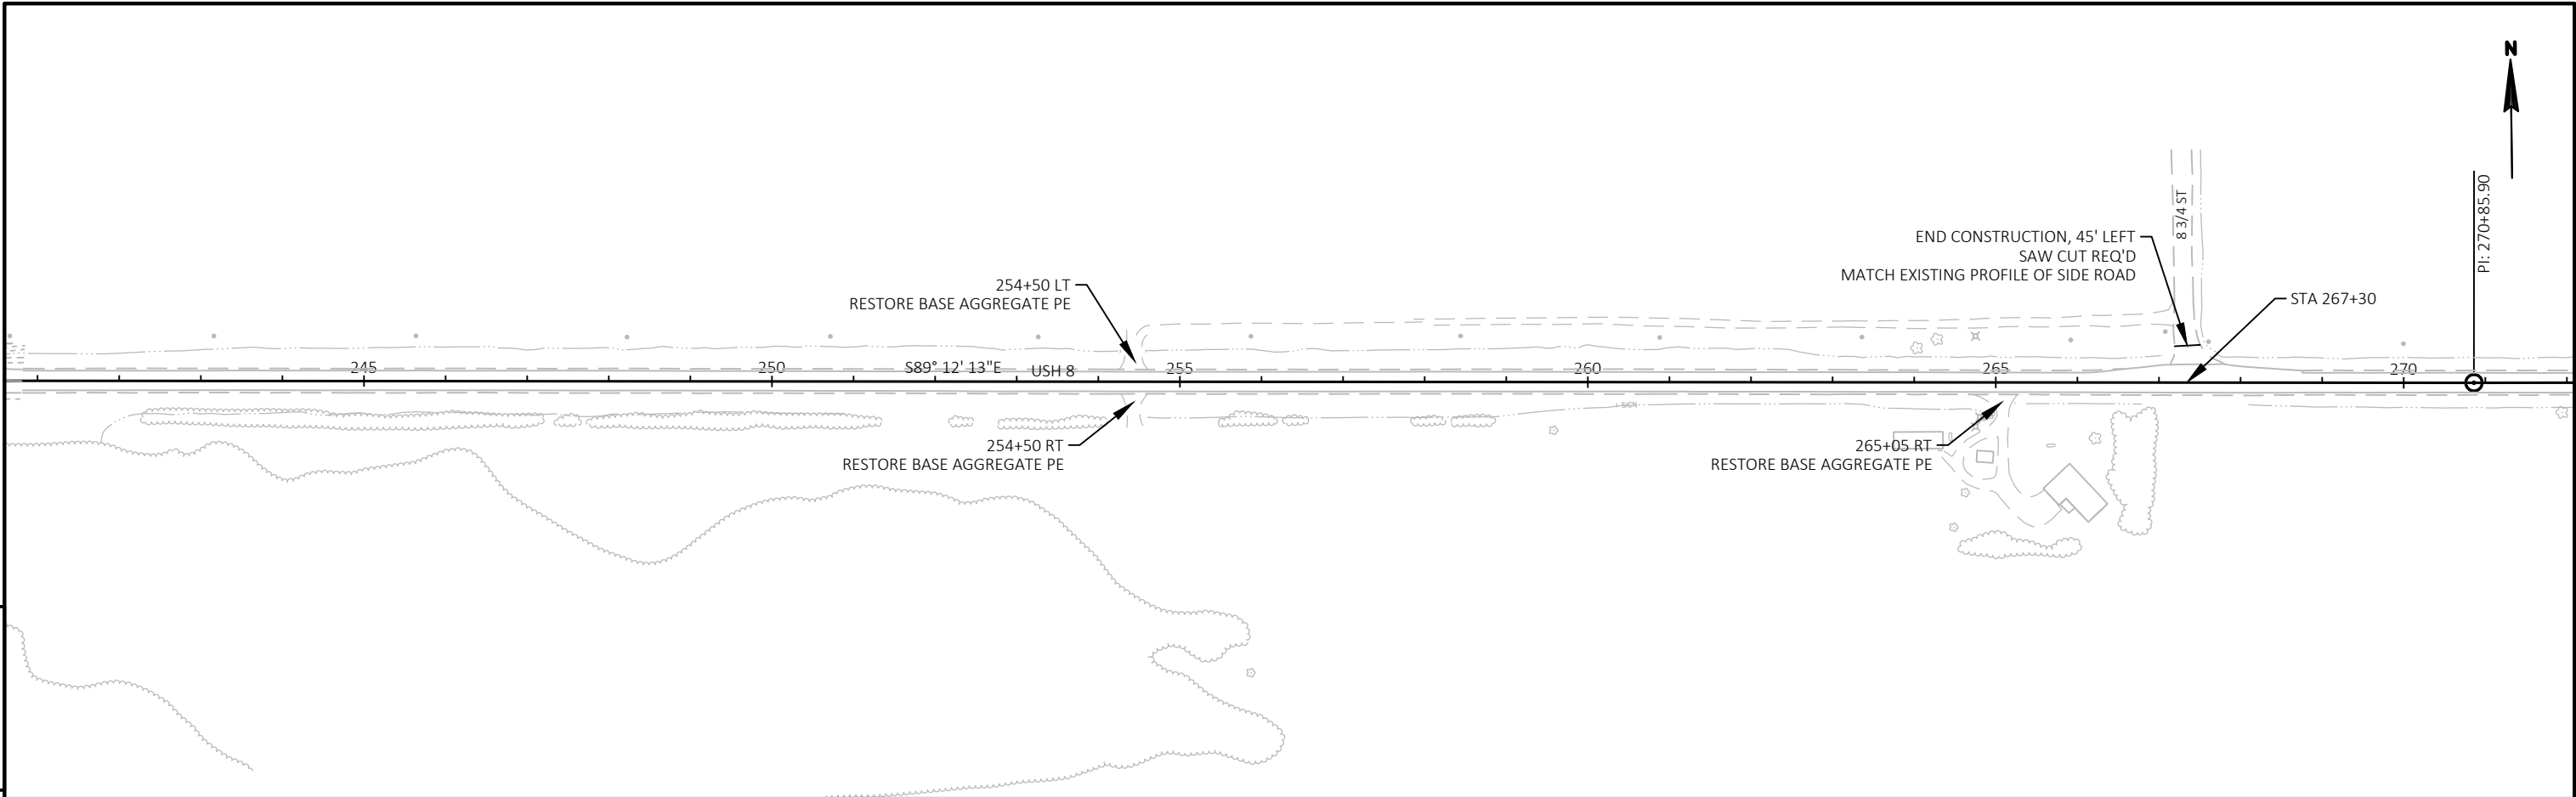 N
PI: 270+85.90
8 3/4 ST
END CONSTRUCTION, 45' LEFT
SAW CUT REQ'D
MATCH EXISTING PROFILE OF SIDE ROAD
254+50 LT
RESTORE BASE AGGREGATE PE
STA 267+30
245
250
S89° 12' 13"E
USH 8
255
260
265
270
SIGN
254+50 RT
RESTORE BASE AGGREGATE PE
265+05 RT
RESTORE BASE AGGREGATE PE